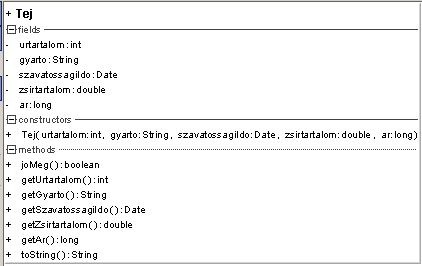 + Tej
fields
- urtartalom:int
- gyarto:String
- szavatossagildo:Date
- zsirtartalom:double
- ar:long
constructors
+ Tej(urtartalom:int, gyarto:String, szavatossagildo:Date, zsirtartalom:double, ar:long)
methods
+ joMeg():boolean
+ getUrtartalom():int
+ getGyarto():String
+ getSzavatossagildo():Date
+ getZsirtartalom():double
+ getAr():long
+ toString():String